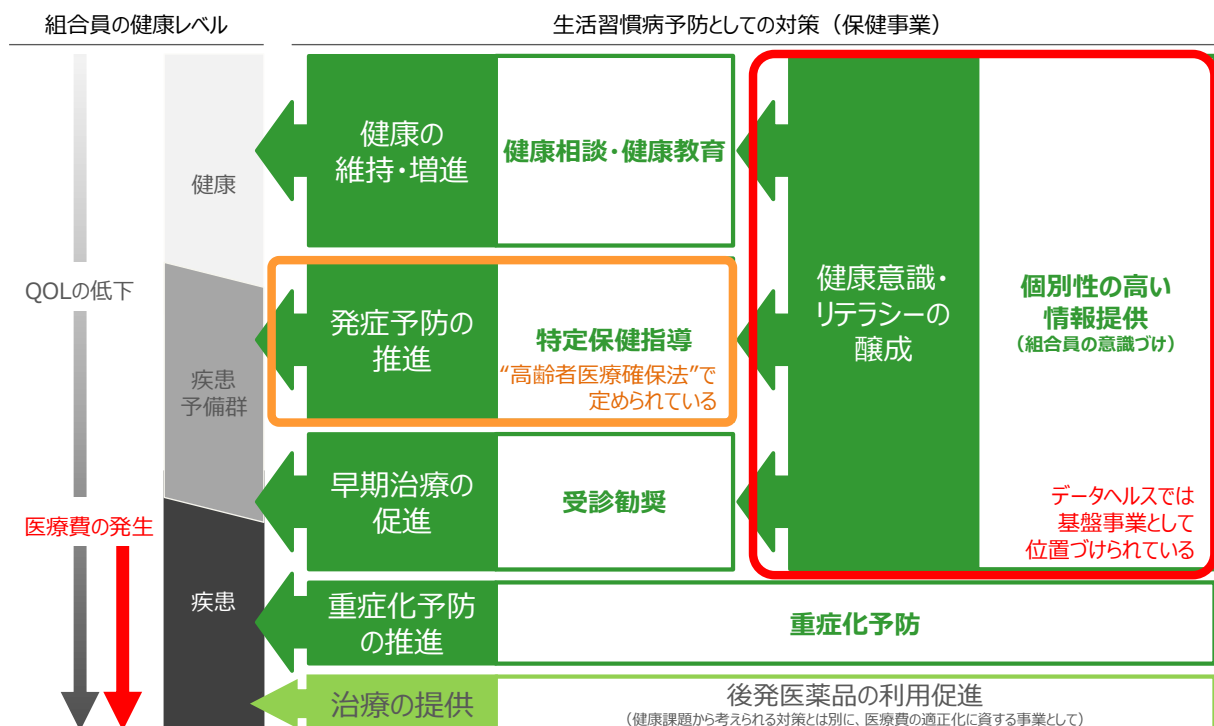 組合員の健康レベル
生活習慣病予防としての対策（保健事業）
QOLの低下
医療費の発生
健康
疾患
予備群
疾患
健康の
維持・増進
健康相談・健康教育
発症予防の
推進
特定保健指導
“高齢者医療確保法”で
定められている
早期治療の
促進
受診勧奨
健康意識・
リテラシーの
醸成
個別性の高い
情報提供
（組合員の意識づけ）
データヘルスでは
基盤事業として
位置づけられている
重症化予防
の推進
重症化予防
治療の提供
後発医薬品の利用促進
（健康課題から考えられる対策とは別に、医療費の適正化に資する事業として）